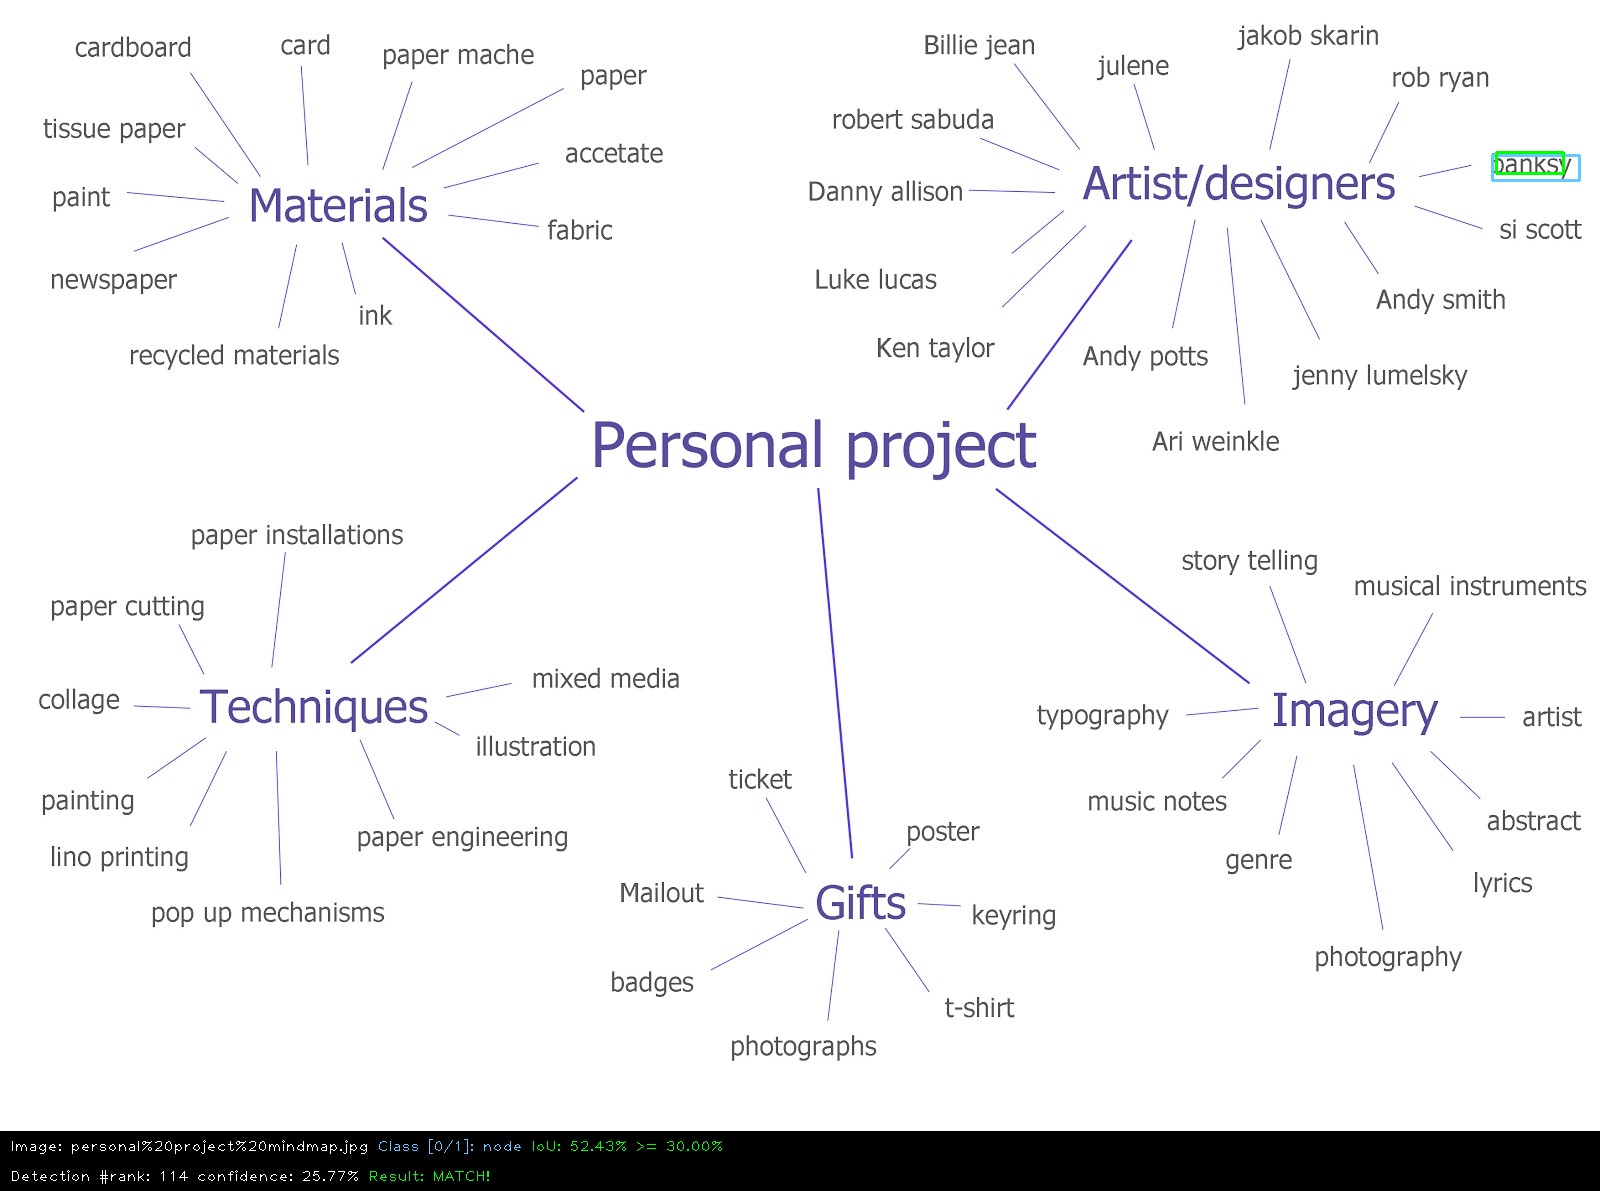 cardboard
card
paper mache
paper
tissue paper
accetate
paint
Materials
fabric
newspaper
ink
recycled materials
Billie jean
julene
jakob skarin
rob ryan
robert sabuda
banksy
Danny allison
Artist/designers
si scott
Luke lucas
Andy smith
Ken taylor
Andy potts
jenny lumelsky
Ari weinkle
Personal project
paper installations
paper cutting
collage
Techniques
mixed media
illustration
painting
lino printing
paper engineering
pop up mechanisms
ticket
poster
Mailout
Gifts
keyring
badges
t-shirt
photographs
story telling
musical instruments
typography
Imagery
artist
music notes
abstract
genre
lyrics
photography
Image: personal%20project%20mindmap.jpg Class [0/1]: node IoU: 52.43% >= 30.00%
Detection #rank: 114 confidence: 25.77% Result: MATCH!